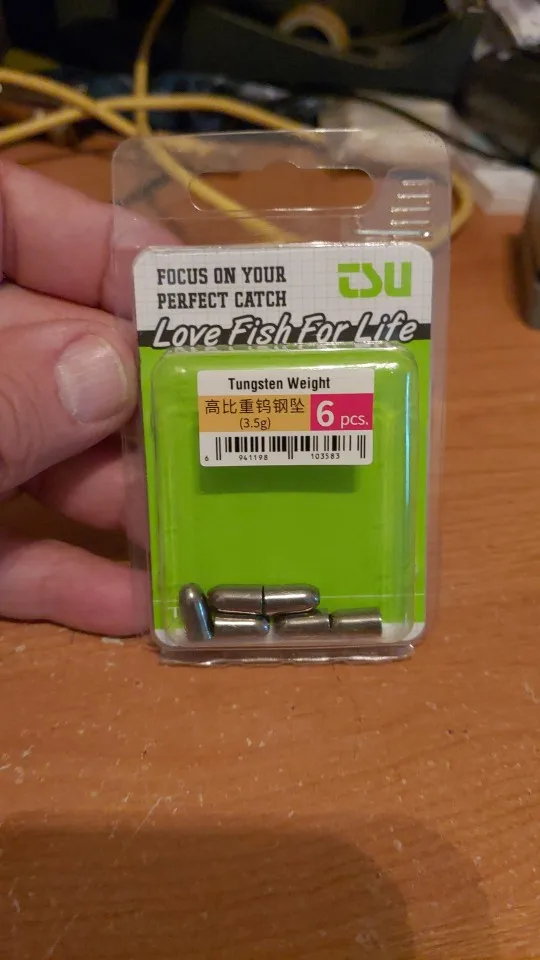 FOCUS ON YOUR
PERFECT CATCH
TSU
Love Fish For Life
Tungsten Weight
高比重钨钢坠
(3.5g)
6 pcs.
6 941198 103583